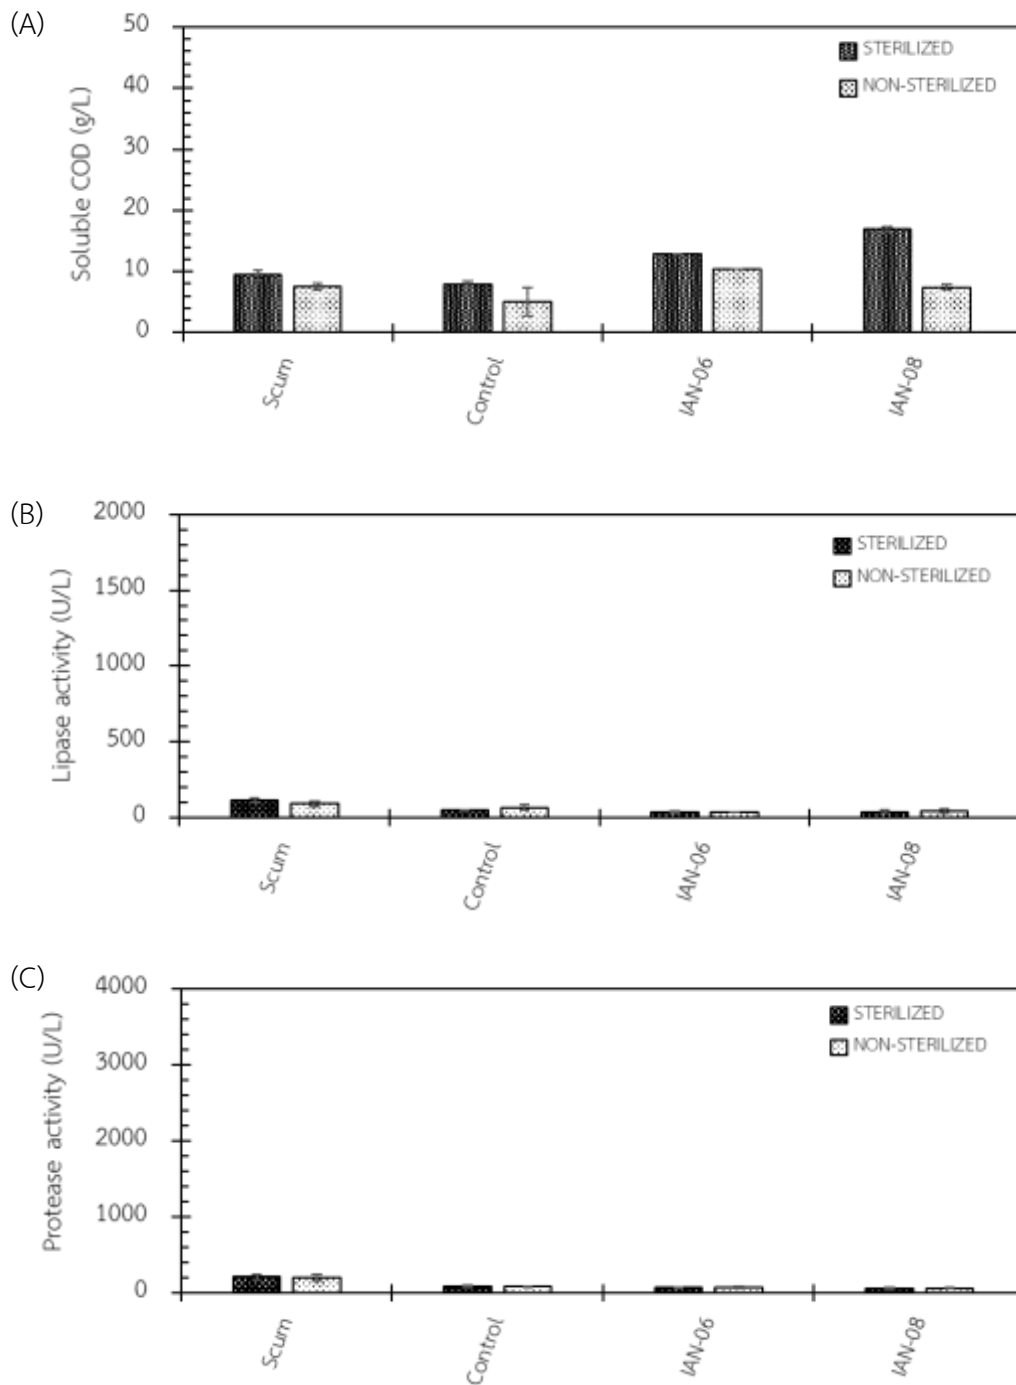 (A)
Soluble COD (g/L)
50
40
30
20
10
0
STERILIZED
NON-STERILIZED
Scum
Control
IAN-06
IAN-08
(B)
Lipase activity (U/L)
2000
1500
1000
500
0
STERILIZED
NON-STERILIZED
Scum
Control
IAN-06
IAN-08
(C)
Protease activity (U/L)
4000
3000
2000
1000
0
STERILIZED
NON-STERILIZED
Scum
Control
IAN-06
IAN-08